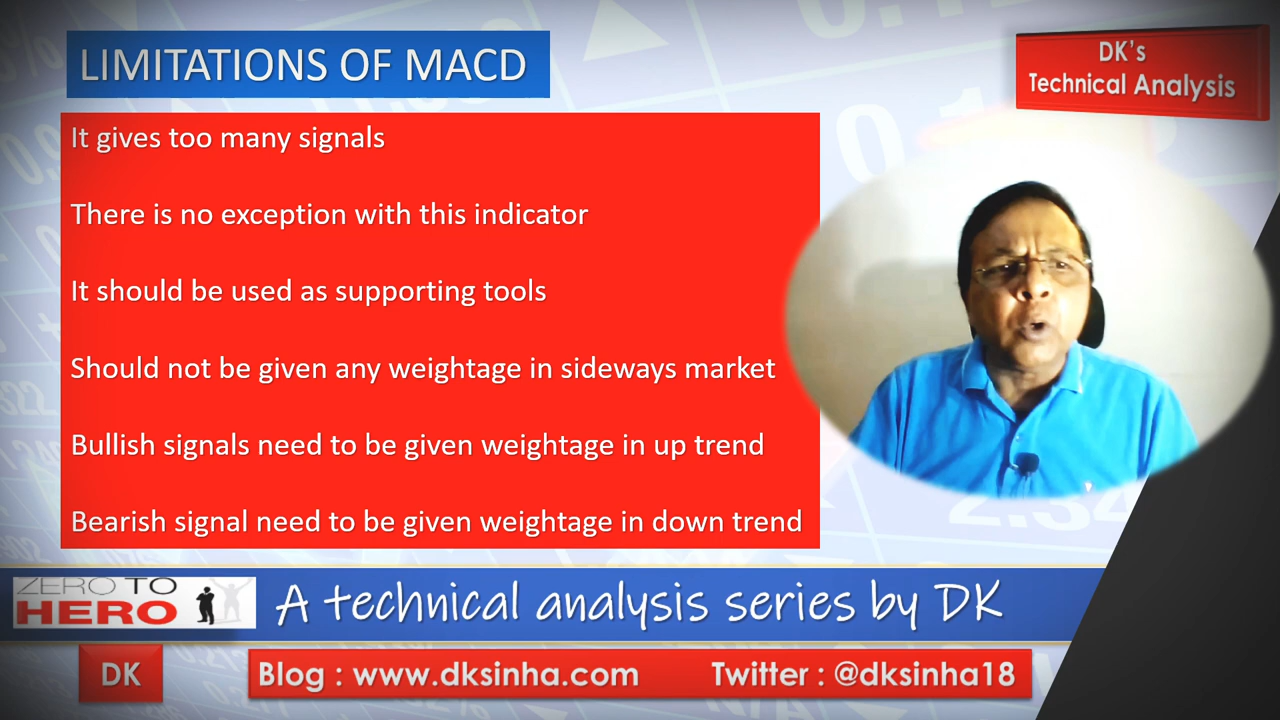 LIMITATIONS OF MACD
DK's
Technical Analysis
It gives too many signals
There is no exception with this indicator
It should be used as supporting tools
Should not be given any weightage in sideways market
Bullish signals need to be given weightage in up trend
Bearish signal need to be given weightage in down trend
ZERO TO
HERO
A technical analysis series by DK
DK
Blog : www.dksinha.com
Twitter : @dksinha18